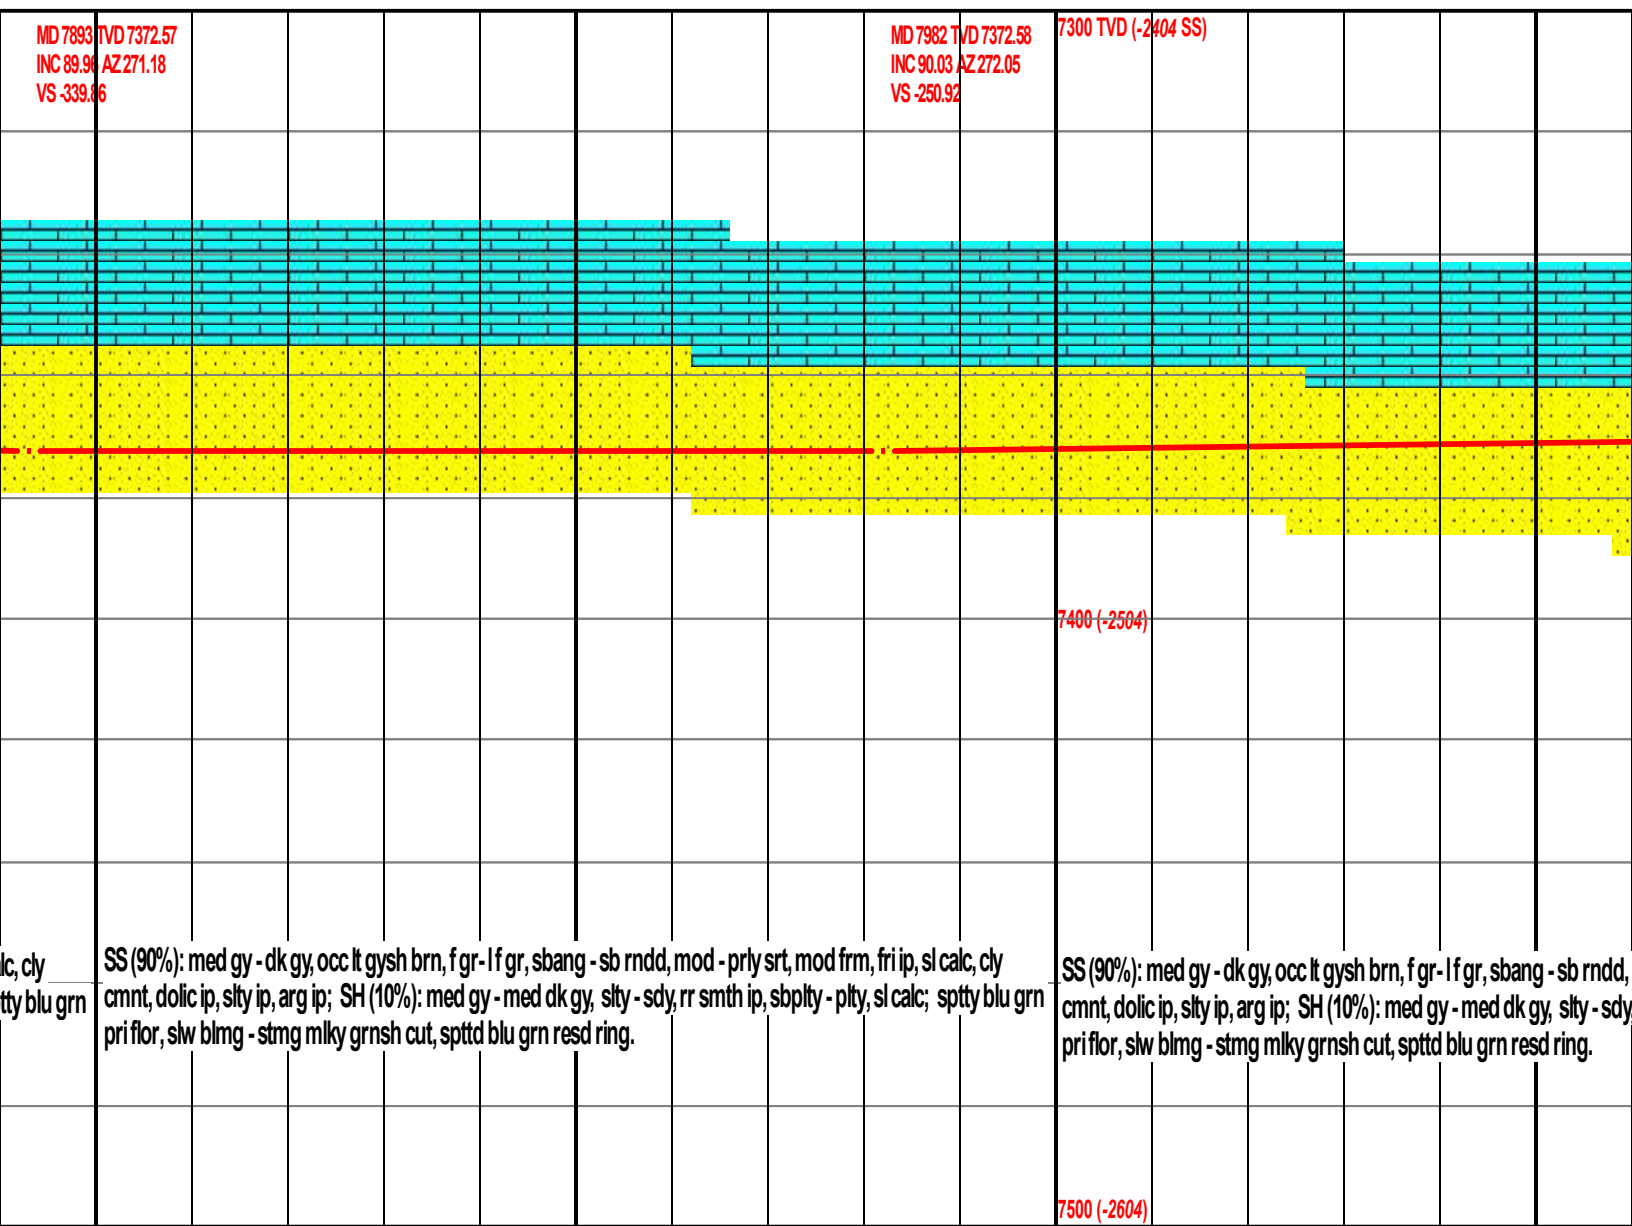 MD 7893 TVD 7372.57
INC 89.96 AZ 271.18
VS -339.86
MD 7982 TVD 7372.58
INC 90.03 AZ 272.05
VS -250.92
7300 TVD (-2404 SS)
7400 (-2504)
lc, cly
tty blu grn
SS (90%): med gy - dk gy, occ lt gysh brn, f gr- l f gr, sbang - sb rndd, mod - prly srt, mod frm, fri ip, sl calc, cly
cmnt, dolic ip, slty ip, arg ip; SH (10%): med gy - med dk gy, slty - sdy, rr smth ip, sbplty - plty, sl calc; sptty blu grn
pri flor, slw blmg - stmg mlky grnsh cut, spttd blu grn resd ring.
SS (90%): med gy - dk gy, occ lt gysh brn, f gr- l f gr, sbang - sb rndd,
cmnt, dolic ip, slty ip, arg ip; SH (10%): med gy - med dk gy, slty - sdy,
pri flor, slw blmg - stmg mlky grnsh cut, spttd blu grn resd ring.
7500 (-2604)